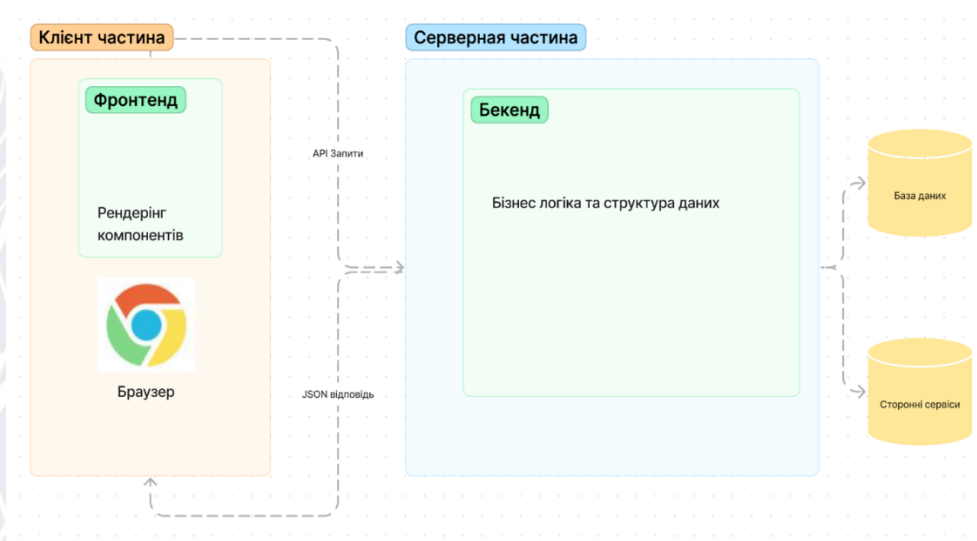 Клієнт частина
Серверная частина
Фронтенд
Бекенд
API Запити
База даних
Бізнес логіка та структура даних
Рендерінг
компонентів
Браузер
JSON відповідь
Сторонні сервіси